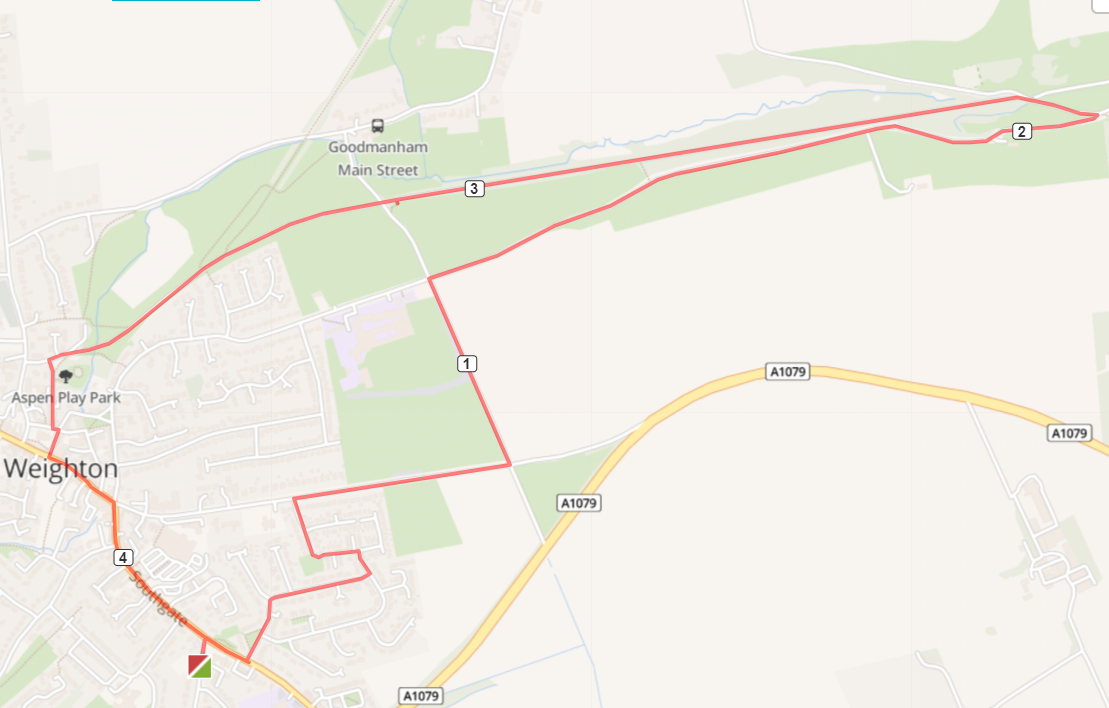 2
Goodmanham
Main Street
3
1
A1079
Aspen Play Park
A1079
Weighton
A1079
4
Southgate
A1079